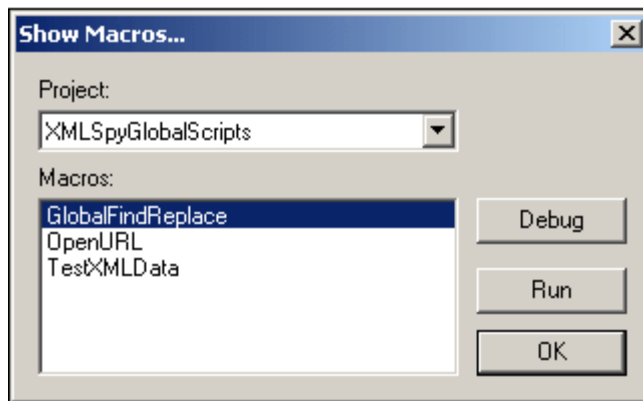 Show Macros...
Project:
XMLSpyGlobalScripts
Macros:
GlobalFindReplace
OpenURL
TestXMLData
Debug
Run
OK